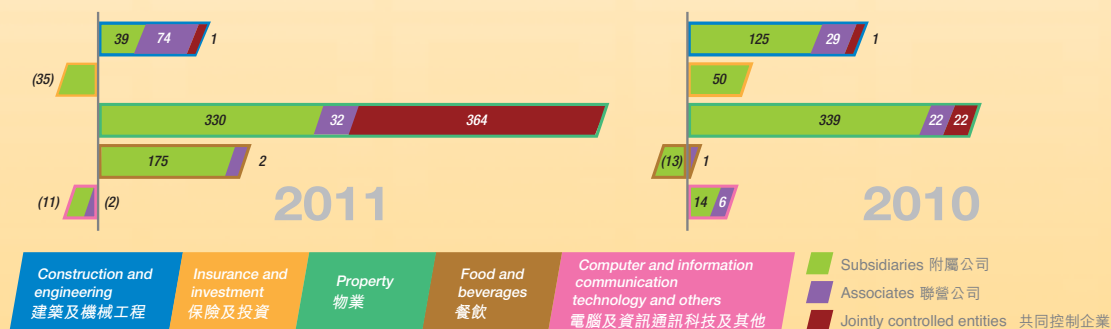 39 74 1
(35)
330 32 364
175 2
(11) (2)
2011
125 29 1
50
339 22 22
(13) 1
14 6
2010
Construction and
engineering
建築及機械工程
Insurance and
investment
保險及投資
Property
物業
Food and
beverages
餐飲
Computer and information
communication
technology and others
電腦及資訊通訊科技及其他
Subsidiaries 附屬公司
Associates 聯營公司
Jointly controlled entities 共同控制企業